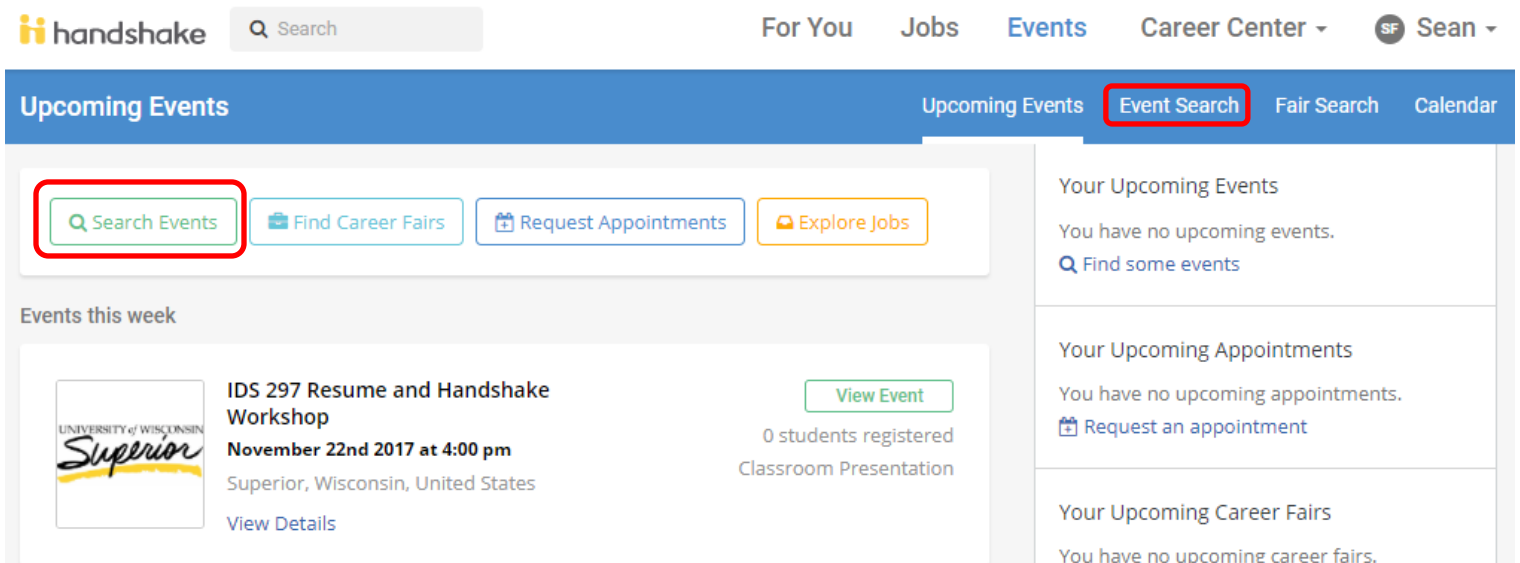 handshake
Search
For You
Jobs
Events
Career Center
SF
Sean
Upcoming Events
Upcoming Events
Event Search
Fair Search
Calendar
Search Events
Find Career Fairs
Request Appointments
Explore Jobs
Events this week
UNIVERSITY of WISCONSIN
Superior
IDS 297 Resume and Handshake
Workshop
November 22nd 2017 at 4:00 pm
Superior, Wisconsin, United States
View Details
View Event
0 students registered
Classroom Presentation
Your Upcoming Events
You have no upcoming events.
Find some events
Your Upcoming Appointments
You have no upcoming appointments.
Request an appointment
Your Upcoming Career Fairs
You have no upcoming career fairs.